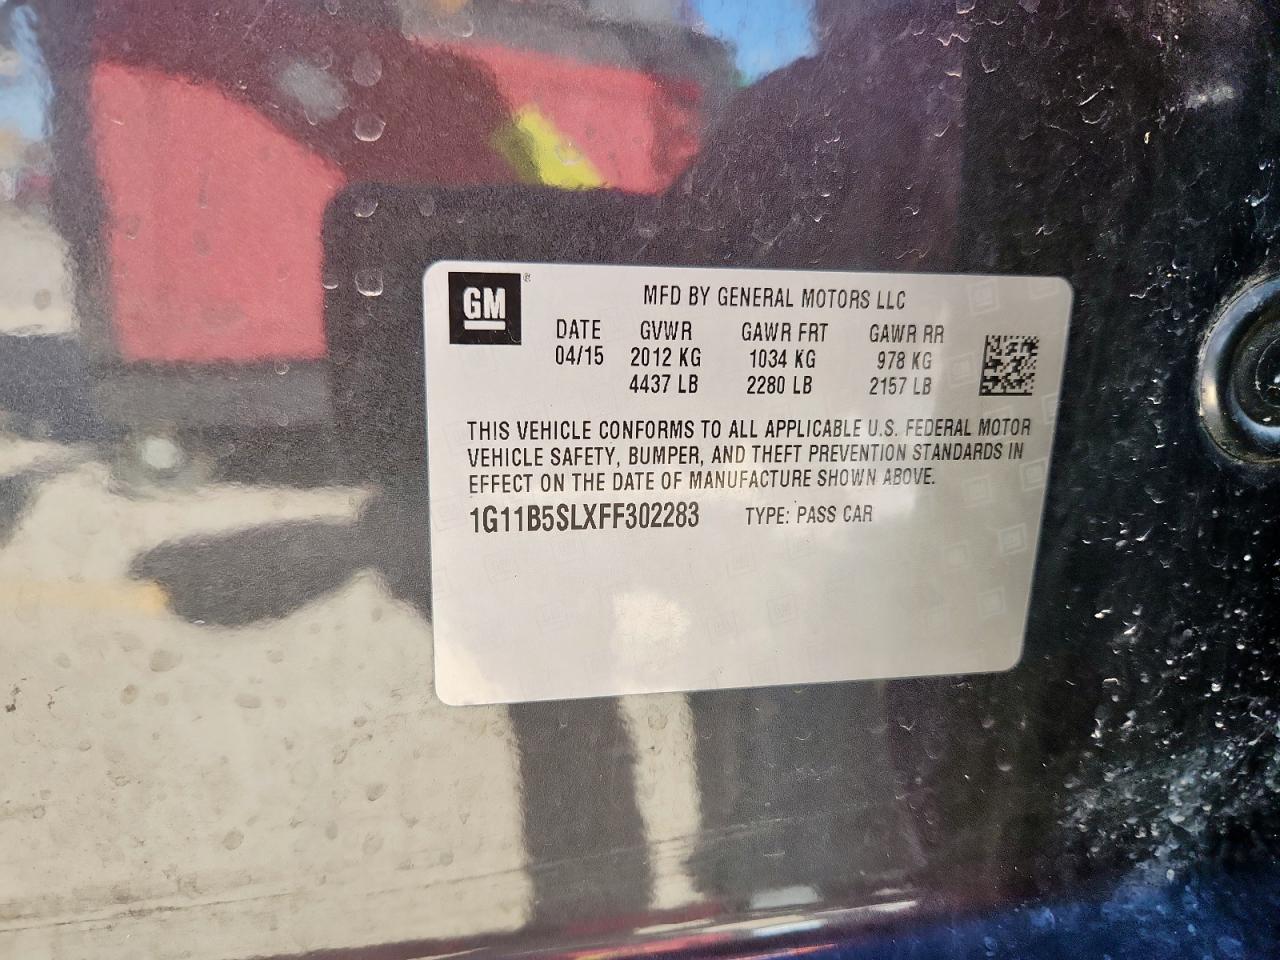 GM ®
MFD BY GENERAL MOTORS LLC
DATE GVWR GAWR FRT GAWR RR
04/15 2012 KG 1034 KG 978 KG
4437 LB 2280 LB 2157 LB
THIS VEHICLE CONFORMS TO ALL APPLICABLE U.S. FEDERAL MOTOR
VEHICLE SAFETY, BUMPER, AND THEFT PREVENTION STANDARDS IN
EFFECT ON THE DATE OF MANUFACTURE SHOWN ABOVE.
1G11B5SLXFF302283 TYPE: PASS CAR